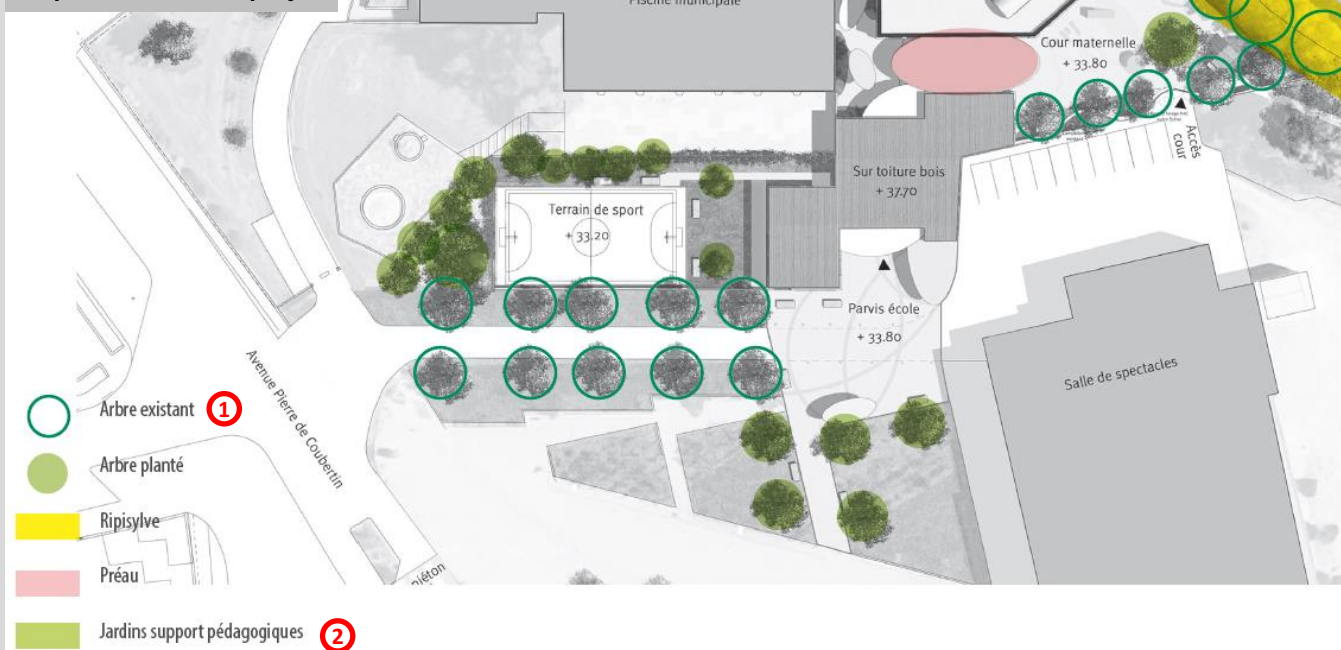 Piscine municipale
Cour maternelle
+ 33.80
Accès
cour
Sur toiture bois
+ 37.70
Terrain de sport
+ 33.20
Parvis école
+ 33.80
Salle de spectacles
Avenue Pierre de Coubertin
piéton
Arbre existant 1
Arbre planté
Ripisylve
Préau
Jardins support pédagogiques 2